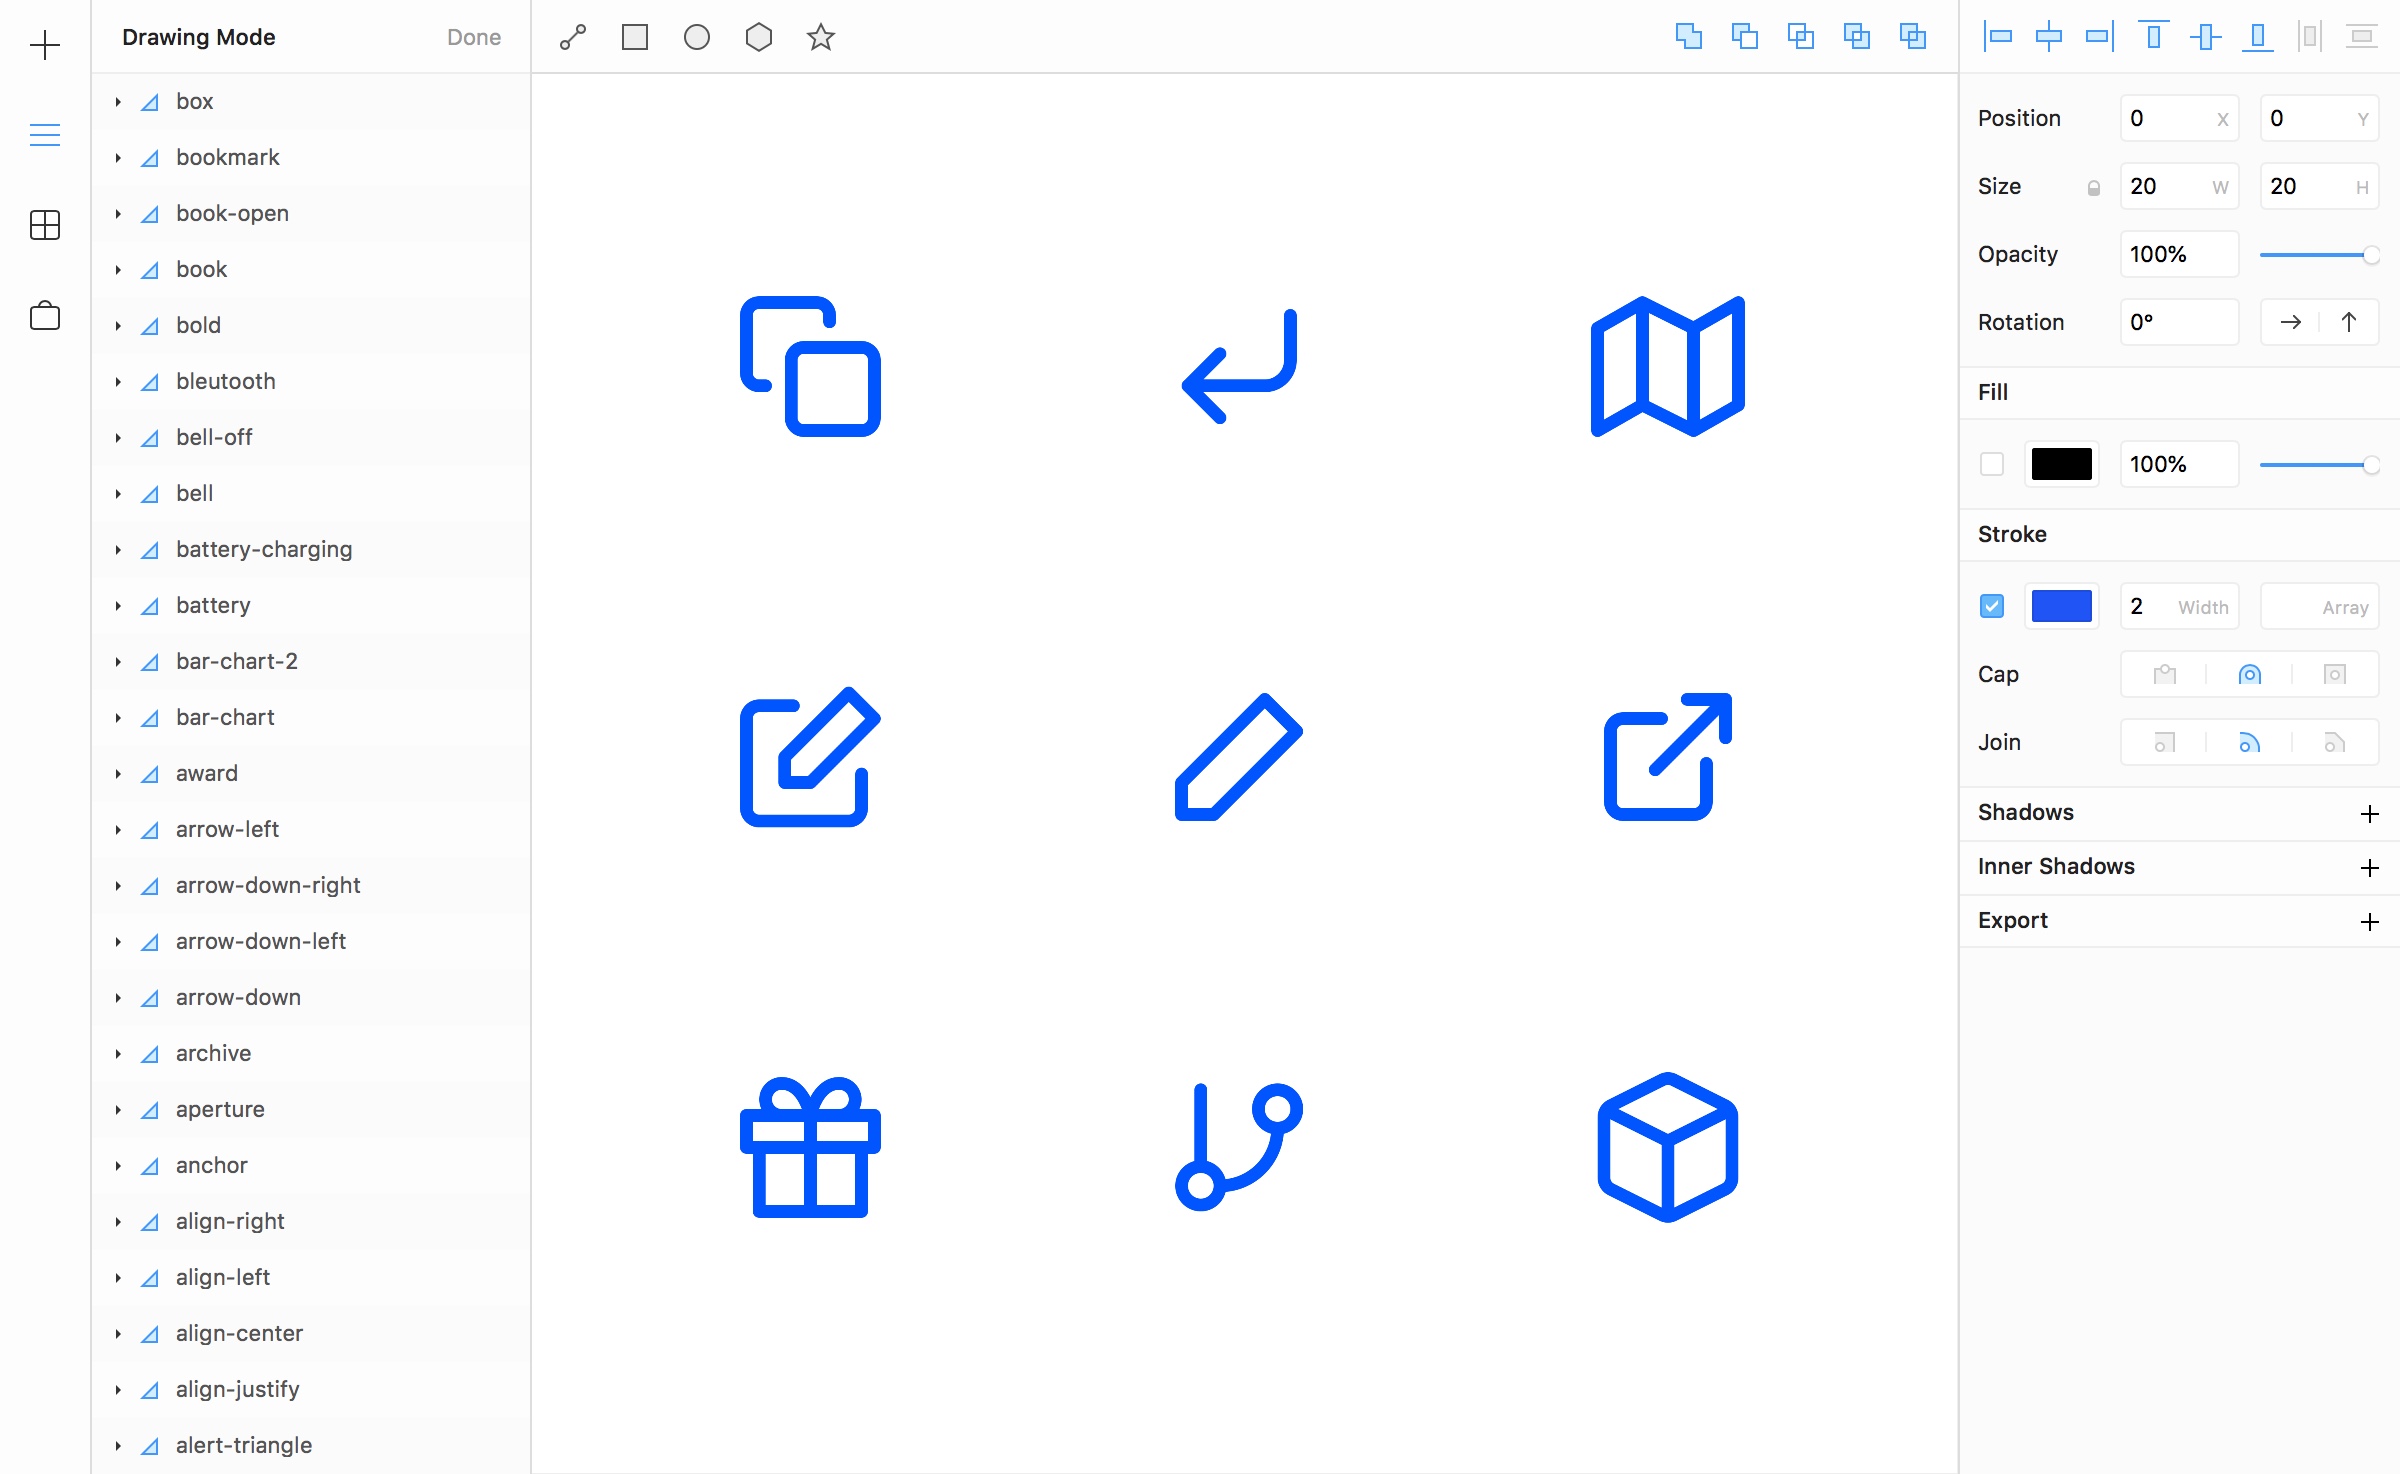 Drawing Mode Done
box
bookmark
book-open
book
bold
bleutooth
bell-off
bell
battery-charging
battery
bar-chart-2
bar-chart
award
arrow-left
arrow-down-right
arrow-down-left
arrow-down
archive
aperture
anchor
align-right
align-left
align-center
align-justify
alert-triangle
Position 0 X 0 Y
Size 20 W 20 H
Opacity 100%
Rotation 0°
Fill
100%
Stroke
2 Width Array
Cap
Join
Shadows
Inner Shadows
Export